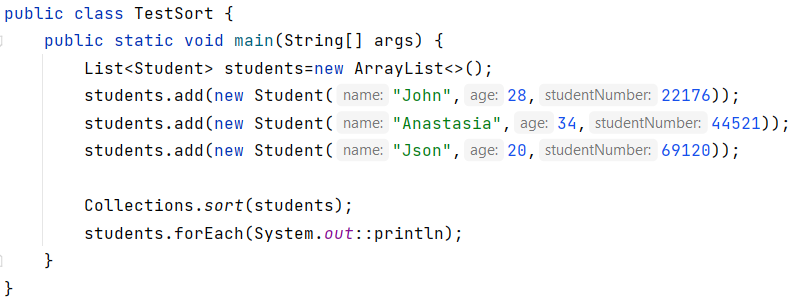 public class TestSort {
public static void main(String[] args) {
List<Student> students=new ArrayList<>();
students.add(new Student( name: "John", age: 28, studentNumber: 22176));
students.add(new Student( name: "Anastasia", age: 34, studentNumber: 44521));
students.add(new Student( name: "Json", age: 20, studentNumber: 69120));
Collections.sort(students);
students.forEach(System.out::println);
}
}